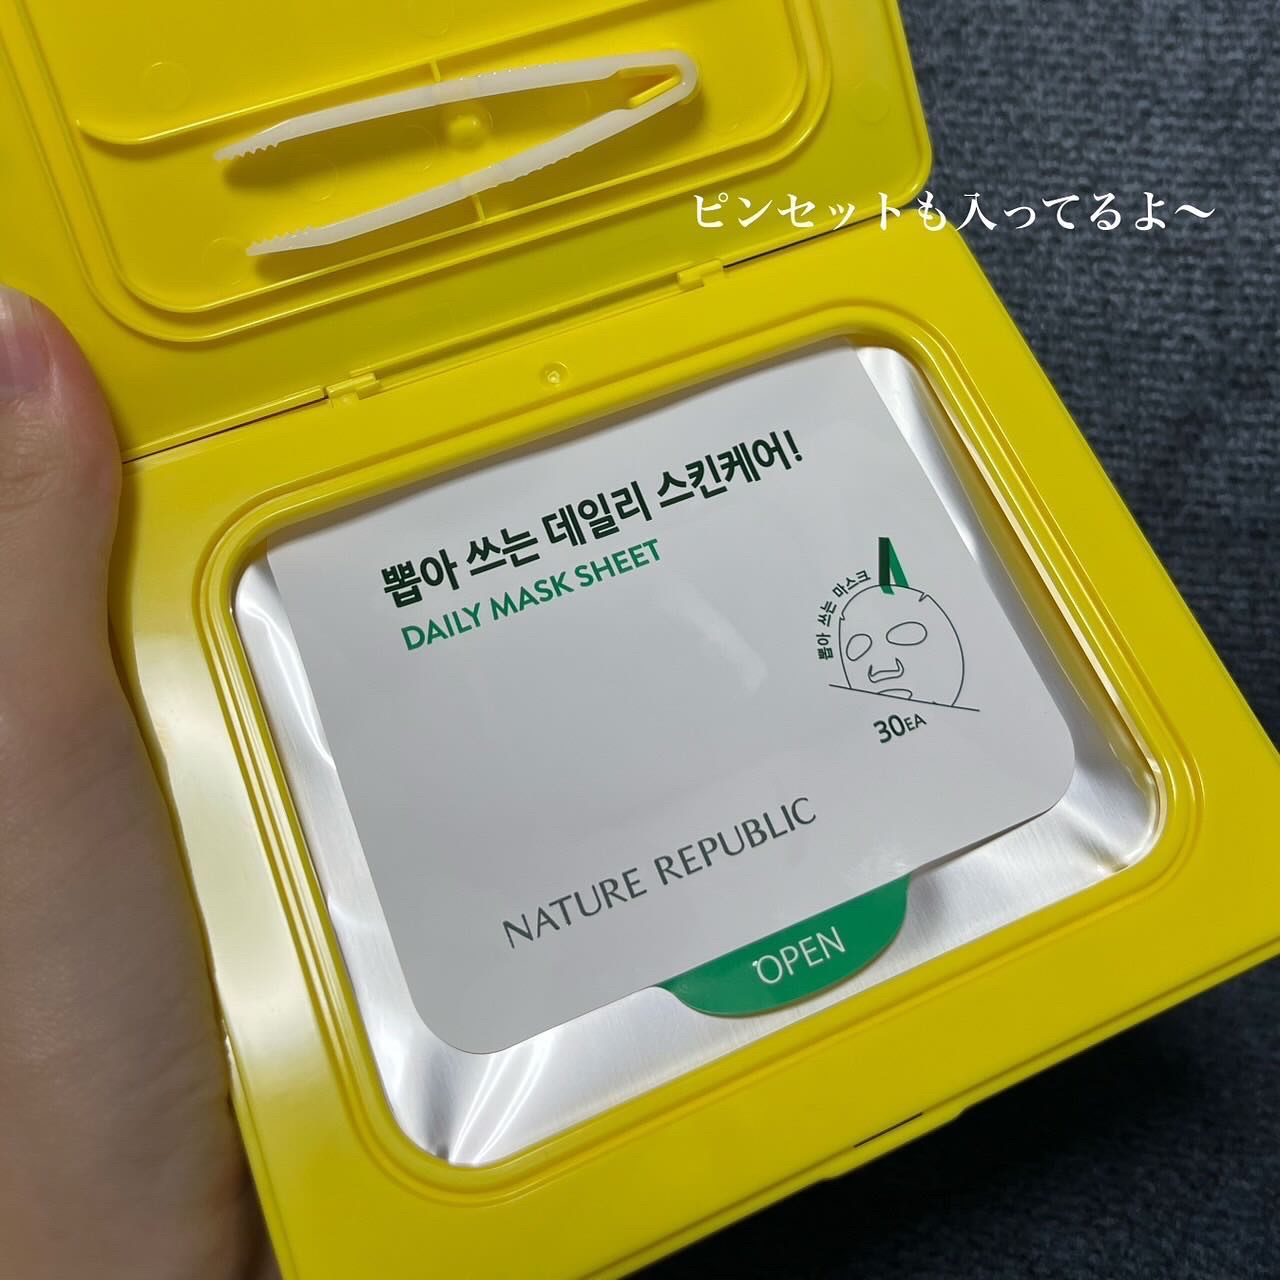 ピンセットも入ってるよ〜
뽑아 쓰는 데일리 스킨케어!
DAILY MASK SHEET
뽑아 쓰는 마스크
30EA
NATURE REPUBLIC
OPEN